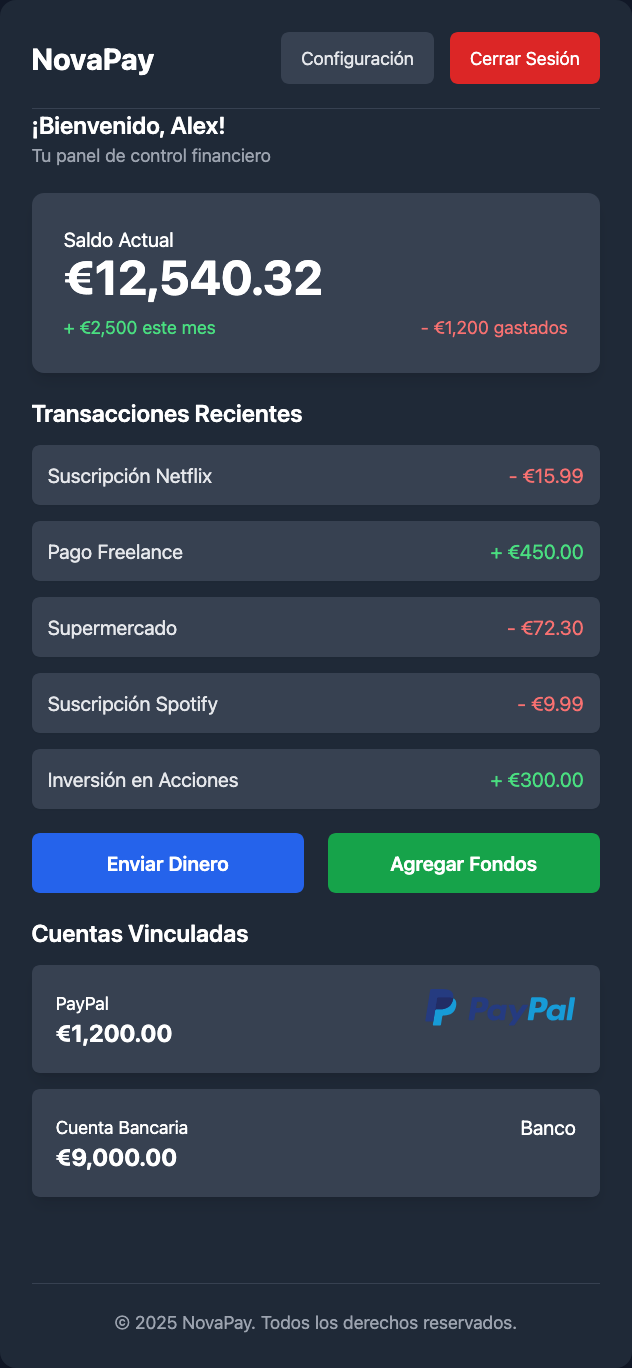 NovaPay
Configuración
Cerrar Sesión
¡Bienvenido, Alex!
Tu panel de control financiero
Saldo Actual
€12,540.32
+ €2,500 este mes
- €1,200 gastados
Transacciones Recientes
Suscripción Netflix
- €15.99
Pago Freelance
+ €450.00
Supermercado
- €72.30
Suscripción Spotify
- €9.99
Inversión en Acciones
+ €300.00
Enviar Dinero
Agregar Fondos
Cuentas Vinculadas
PayPal
PayPal
€1,200.00
Cuenta Bancaria
Banco
€9,000.00
© 2025 NovaPay. Todos los derechos reservados.